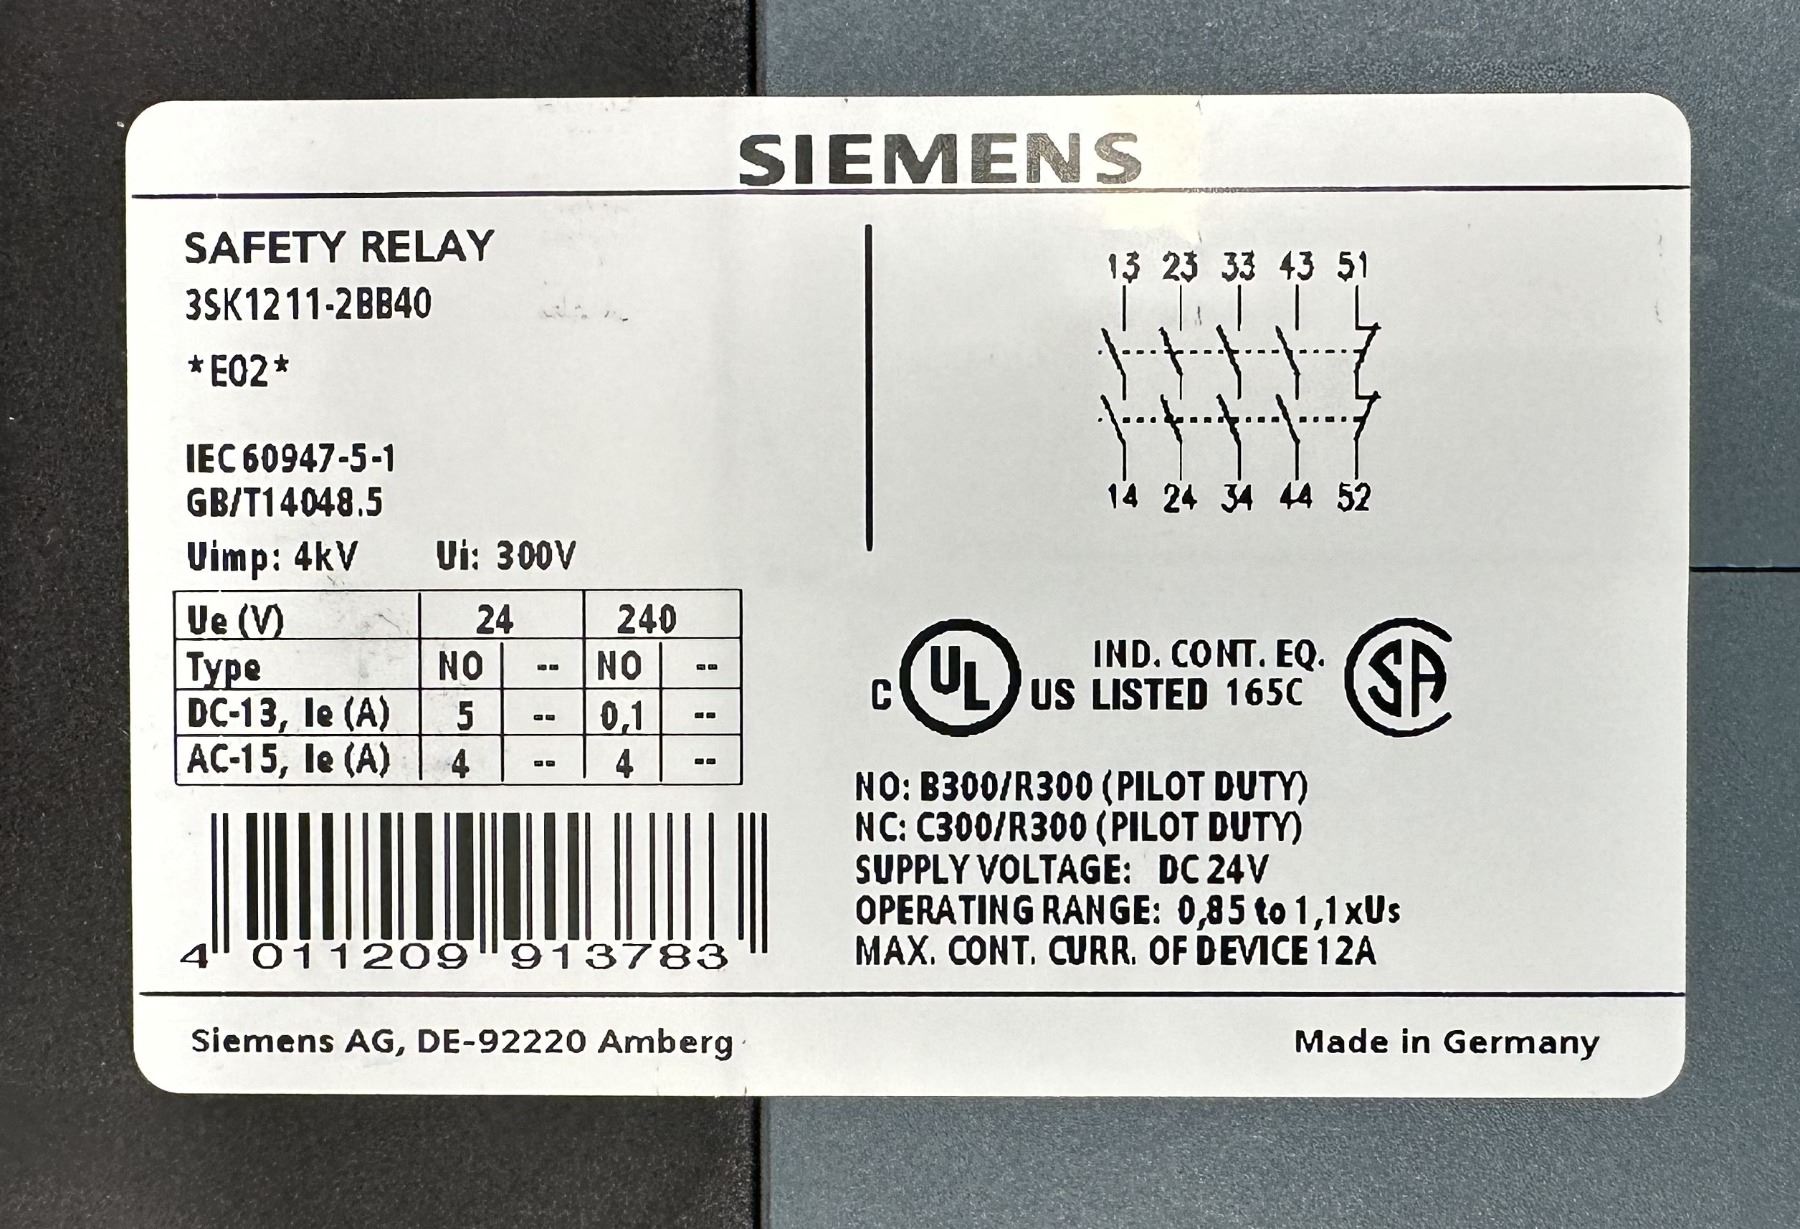 SIEMENS
SAFETY RELAY
3SK1211-2BB40
*E02*
IEC 60947-5-1
GB/T14048.5
Uimp: 4kV Ui: 300V
Ue (V) 24 240
Type NO -- NO --
DC-13, Ie (A) 5 -- 0,1 --
AC-15, Ie (A) 4 -- 4 --
4 011209 913783
13 23 33 43 51
14 24 34 44 52
C UL US IND. CONT. EQ. LISTED 165C SA
NO: B300/R300 (PILOT DUTY)
NC: C300/R300 (PILOT DUTY)
SUPPLY VOLTAGE: DC 24V
OPERATING RANGE: 0,85 to 1,1xUs
MAX. CONT. CURR. OF DEVICE 12A
Siemens AG, DE-92220 Amberg
Made in Germany